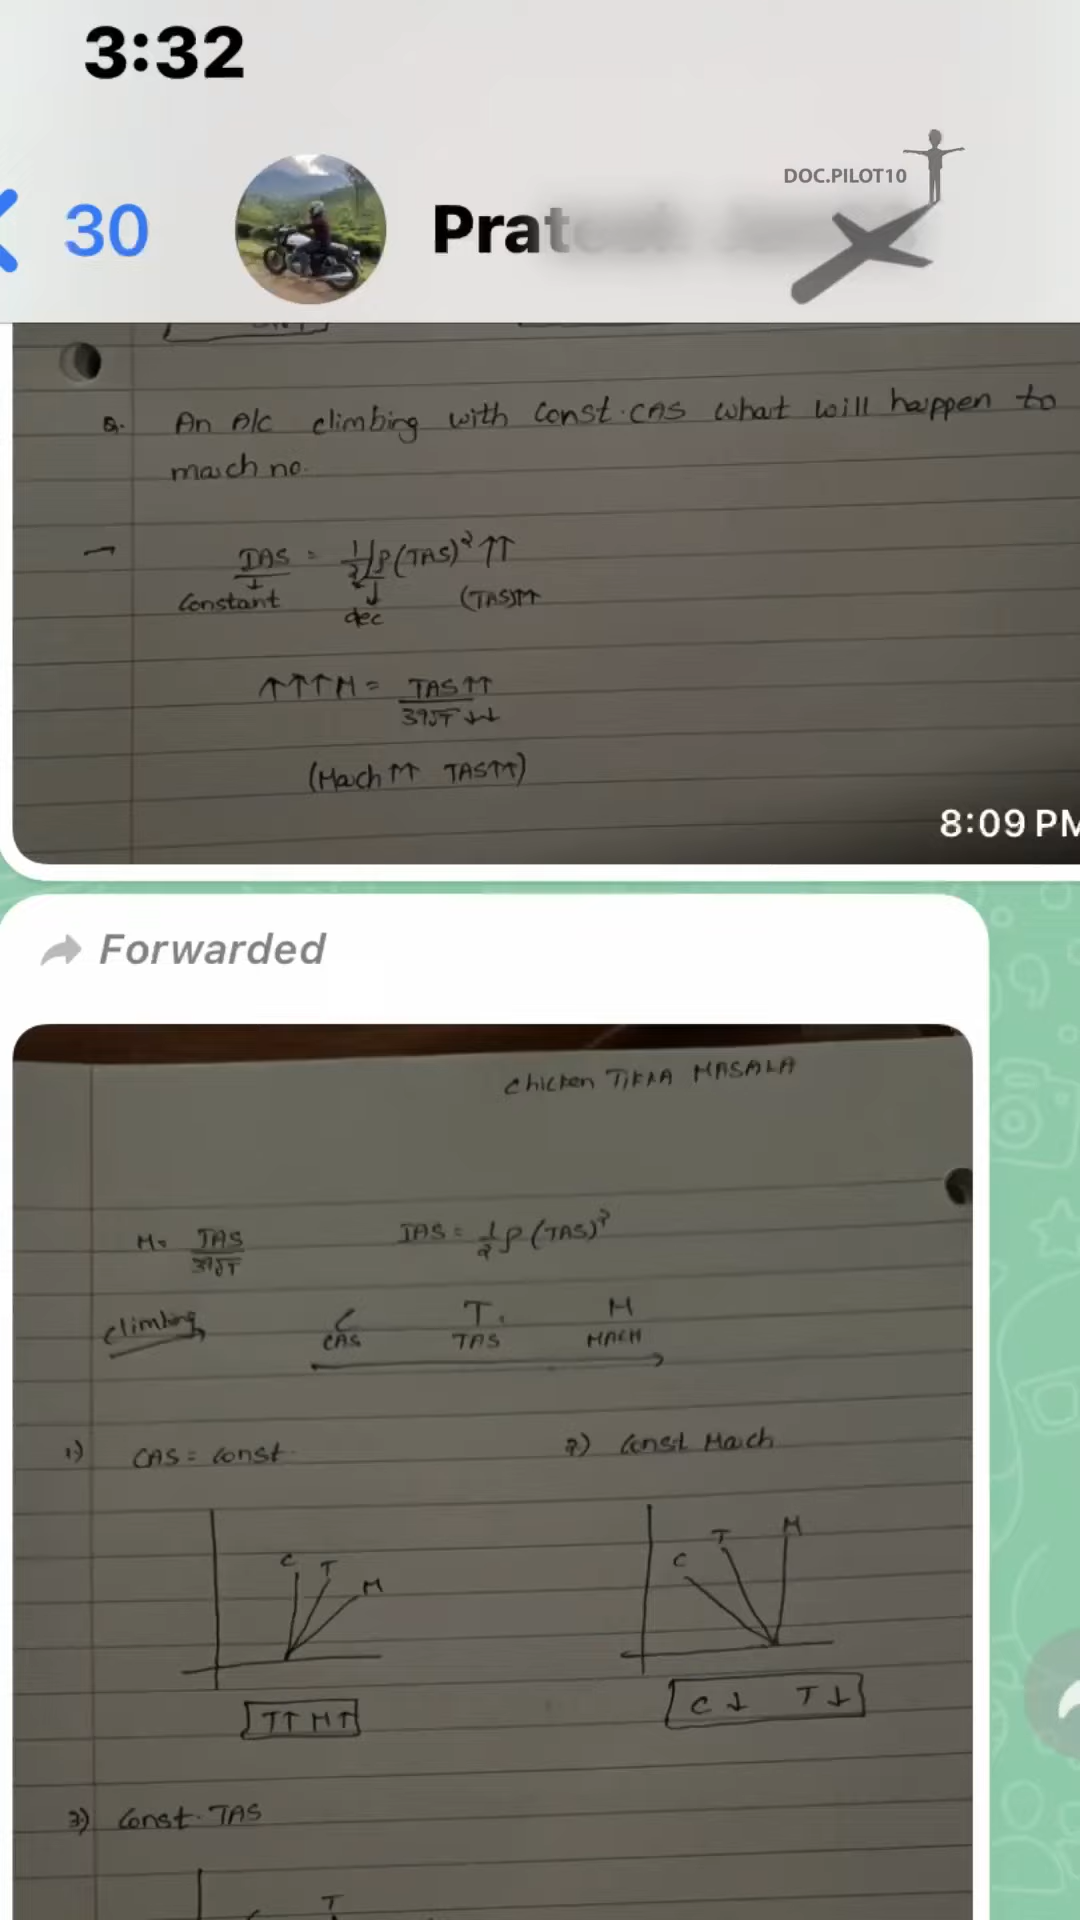 3:32
DOC.PILOT10
30
Prat
Q. An A/C climbing with Const. CAS what will happen to
mach no.
→ IAS = 1/2 ρ (TAS)² ↑↑
↓ ↓
Constant dec (TAS)↑↑
↑↑↑M = TAS↑↑
39√T ↓↓
(Mach ↑↑ TAS↑↑)
8:09 PM
Forwarded
Chicken TIKKA MASALA
M = TAS
39√T
IAS = 1/2 ρ (TAS)²
climbing
C T. M
CAS TAS MACH
1) CAS = Const.
2) Const Mach
C T M
C T M
T↑ M↑
C ↓ T ↓
3) Const. TAS
T